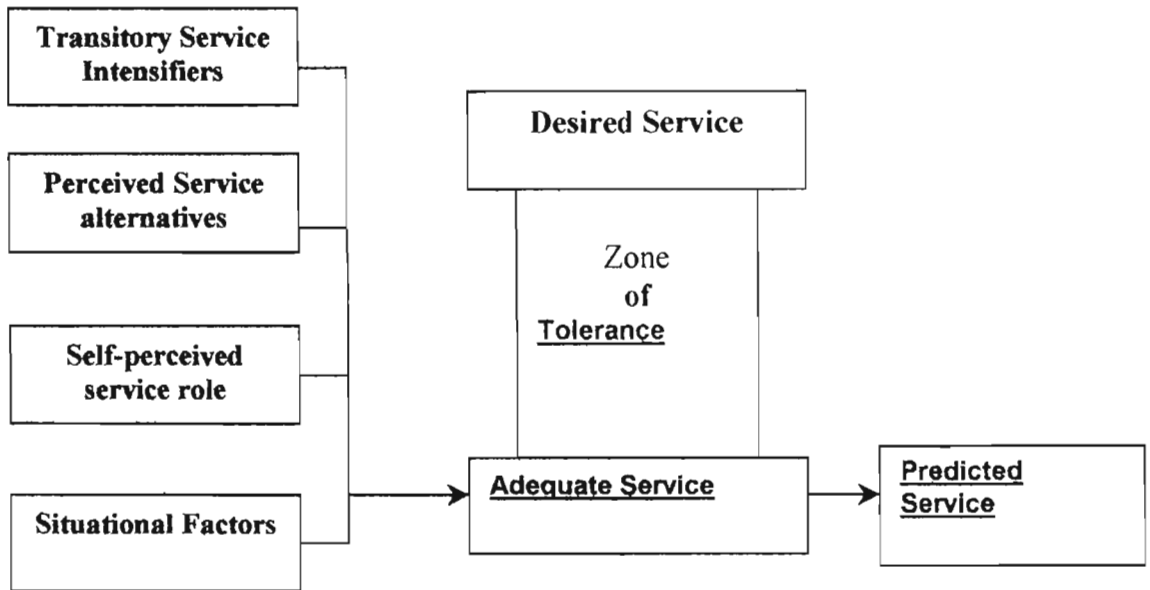 Transitory Service
Intensifiers
Perceived Service
alternatives
Self-perceived
service role
Situational Factors
Desired Service
Zone
of
Tolerance
Adequate Service
Predicted
Service